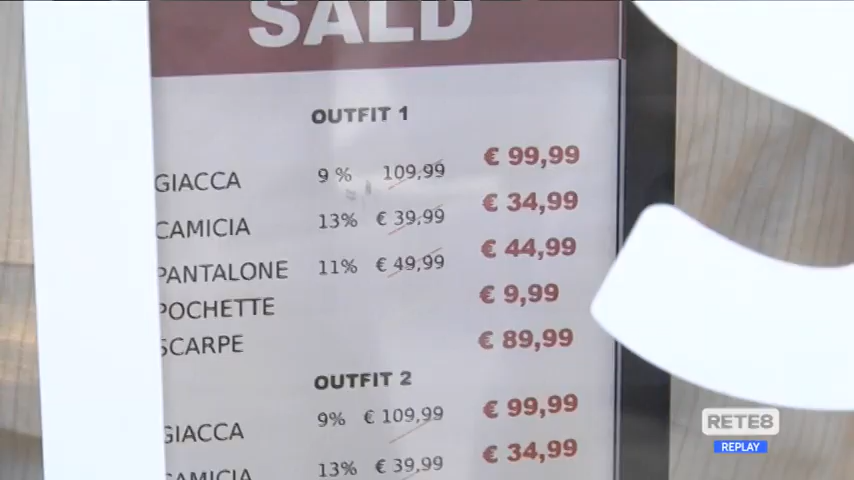 SALD
OUTFIT 1
GIACCA 9 % 109,99 € 99,99
CAMICIA 13% € 39,99 € 34,99
PANTALONE 11% € 49,99 € 44,99
POCHETTE € 9,99
SCARPE € 89,99
OUTFIT 2
GIACCA 9% € 109,99 € 99,99
CAMICIA 13% € 39,99 € 34,99
RETE8
REPLAY